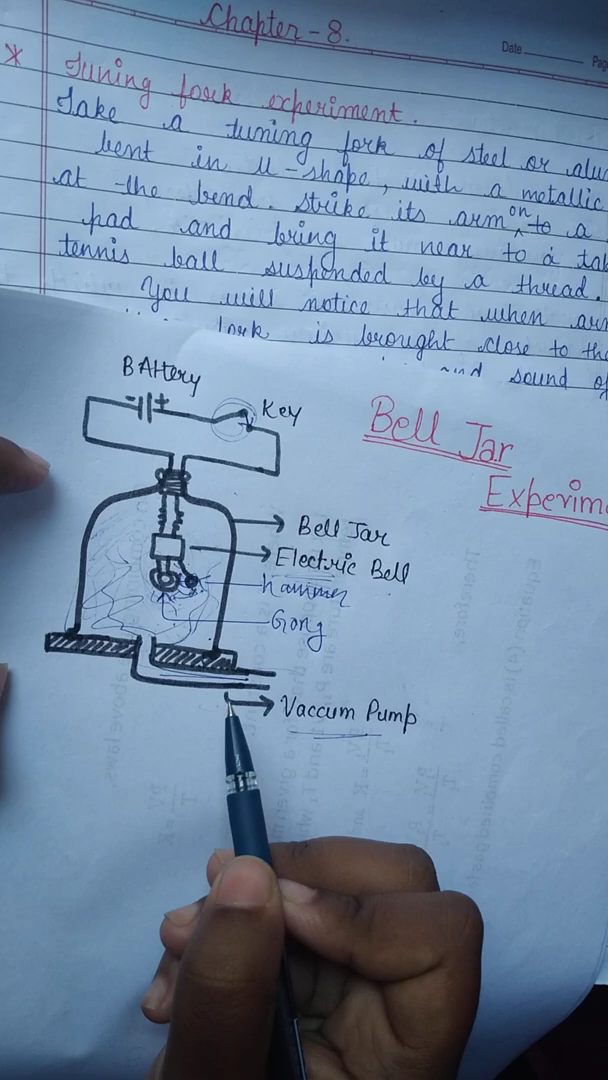 Chapter-8.
Date
Page
* Tuning fork experiment.
Take a tuning fork of steel or alu
bent in u-shape, with a metallic
at the bend. strike its arm on to a
pad and bring it near to a
tennis ball suspended by a thread.
You will notice that when
fork is brought close to the
and sound of
BAttery
- +
Key
Bell Jar
Experim
Bell Jar
Electric Bell
hammer
Gong
Vaccum Pump